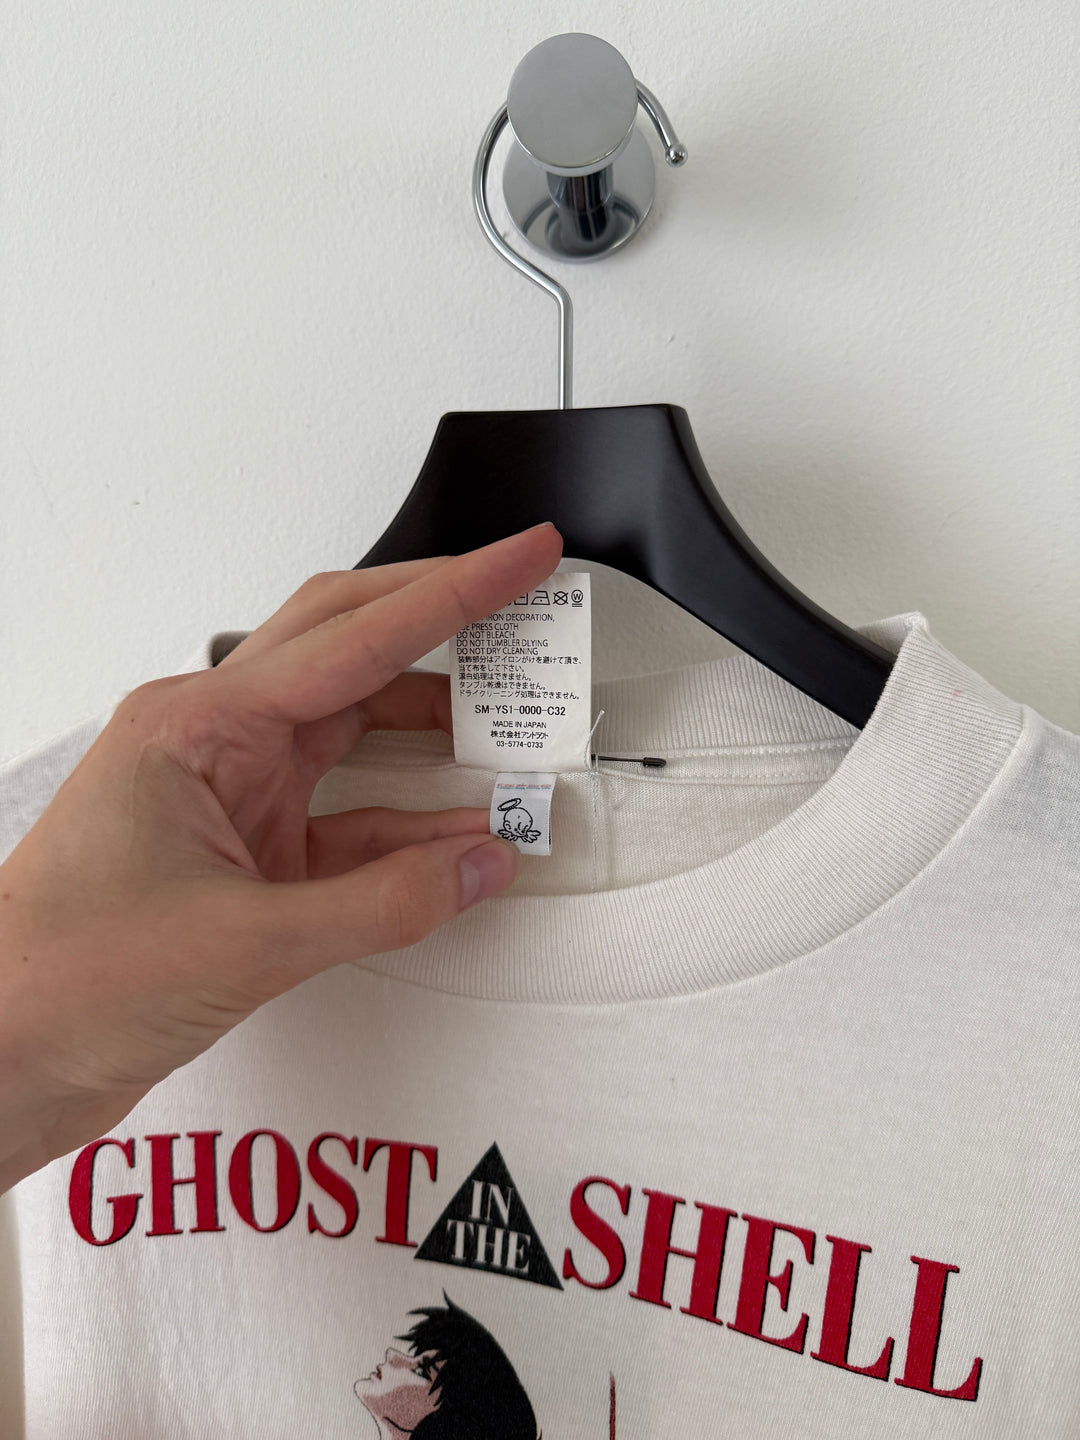 W
IRON DECORATION,
PRESS CLOTH
DO NOT BLEACH
DO NOT TUMBLER DLYING
DO NOT DRY CLEANING
装飾部分はアイロンがけを避けて頂き、
当て布をして下さい。
漂白処理はできません。
タンブル乾燥はできません。
ドライクリーニング処理はできません。
SM-YS1-0000-C32
MADE IN JAPAN
株式会社アントラクト
03-5774-0733
GHOST IN THE SHELL